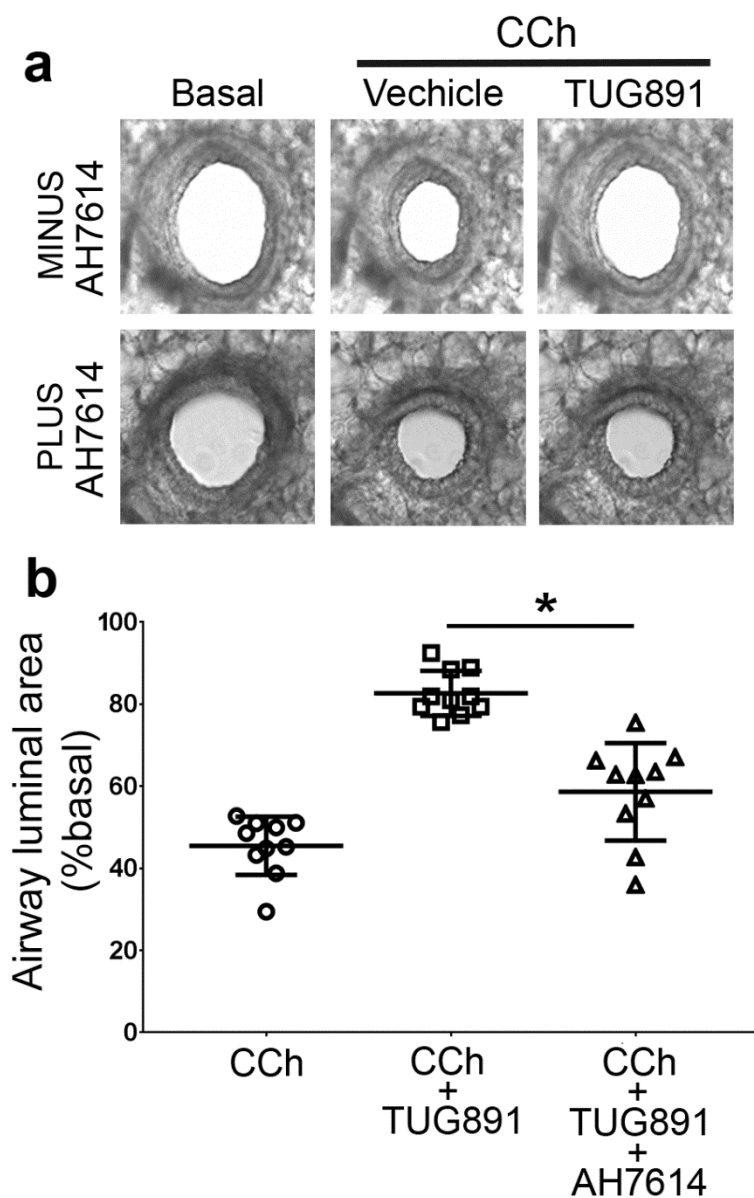 a
CCh
Basal
Vechicle
TUG891
MINUS
AH7614
PLUS
AH7614
b
*
Airway luminal area
(%basal)
100
80
60
40
20
0
CCh
CCh
+
TUG891
CCh
+
TUG891
+
AH7614